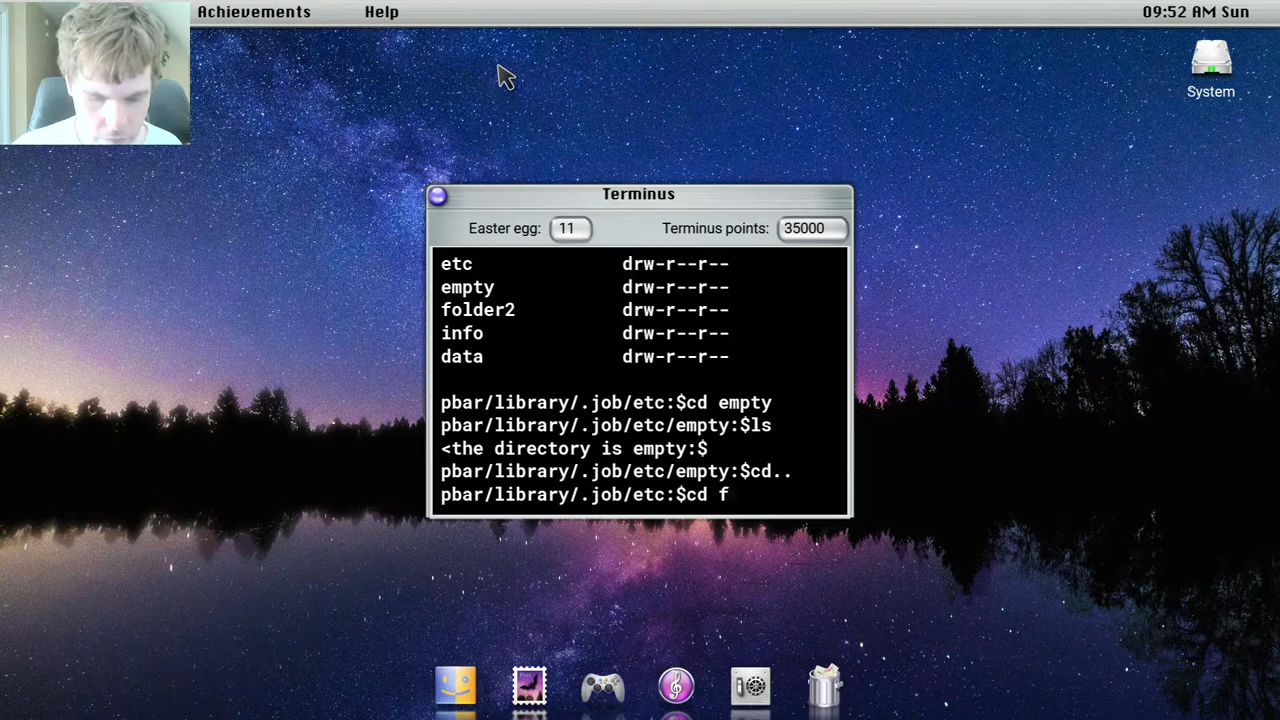 Achievements Help 09:52 AM Sun
System
Terminus
Easter egg: 11 Terminus points: 35000
etc drw-r--r--
empty drw-r--r--
folder2 drw-r--r--
info drw-r--r--
data drw-r--r--
pbar/library/.job/etc:$cd empty
pbar/library/.job/etc/empty:$ls
<the directory is empty:$
pbar/library/.job/etc/empty:$cd..
pbar/library/.job/etc:$cd f